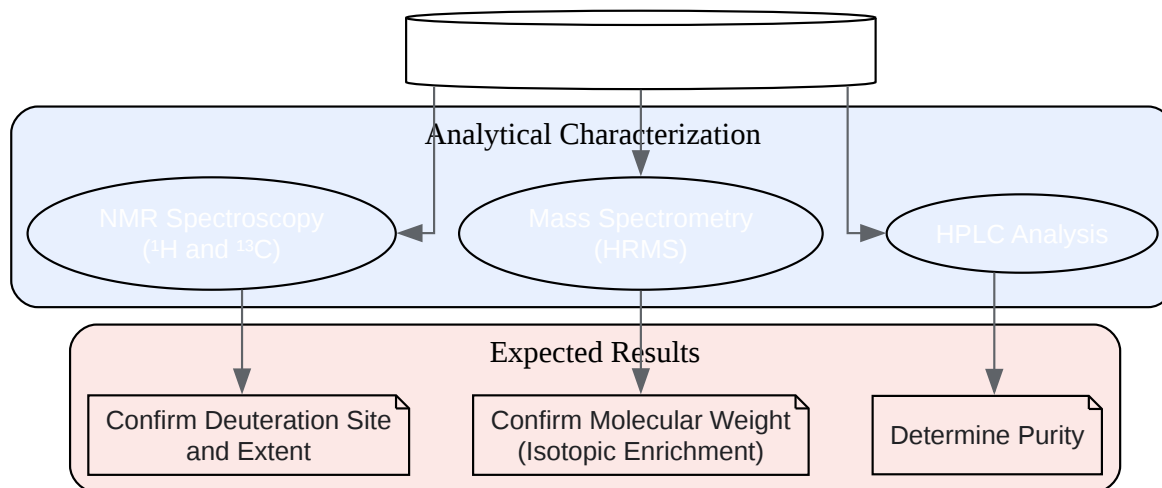 Analytical Characterization
NMR Spectroscopy
(¹H and ¹³C)
Mass Spectrometry
(HRMS)
HPLC Analysis
Expected Results
Confirm Deuteration Site
and Extent
Confirm Molecular Weight
(Isotopic Enrichment)
Determine Purity